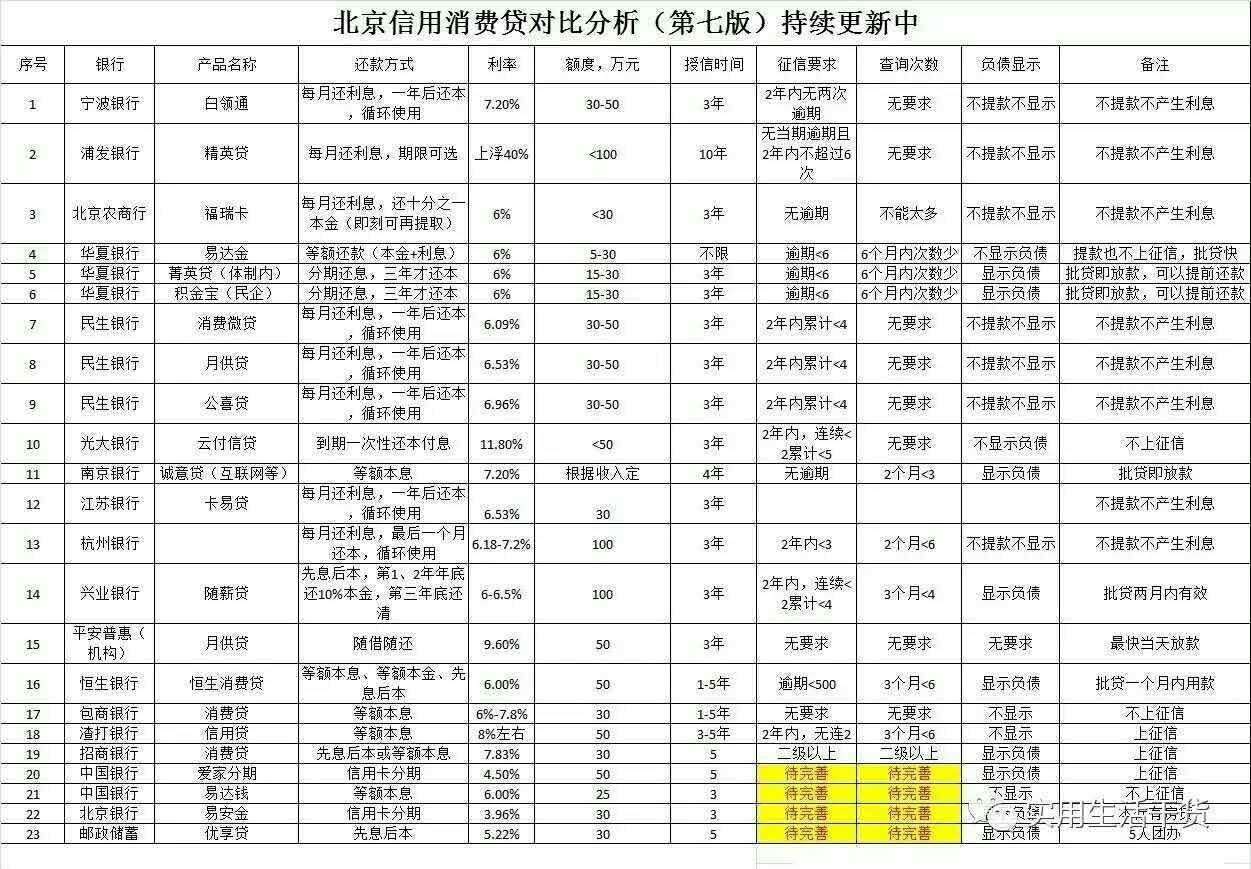 北京信用消费贷对比分析（第七版）持续更新中
序号 银行 产品名称 还款方式 利率 额度，万元 授信时间 征信要求 查询次数 负债显示 备注
1 宁波银行 白领通 每月还利息，一年后还本，循环使用 7.20% 30-50 3年 2年内无两次逾期 无要求 不提款不显示 不提款不产生利息
2 浦发银行 精英贷 每月还利息，期限可选 上浮40% <100 10年 无当期逾期且2年内不超过6次 无要求 不提款不显示 不提款不产生利息
3 北京农商行 福瑞卡 每月还利息，还十分之一本金（即刻可再提取） 6% <30 3年 无逾期 不能太多 不提款不显示 不提款不产生利息
4 华夏银行 易达金 等额还款（本金+利息） 6% 5-30 不限 逾期<6 6个月内次数少 不显示负债 提款也不上征信，批贷快
5 华夏银行 菁英贷（体制内） 分期还息，三年才还本 6% 15-30 3年 逾期<6 6个月内次数少 显示负债 批贷即放款，可以提前还款
6 华夏银行 积金宝（民企） 分期还息，三年才还本 6% 15-30 3年 逾期<6 6个月内次数少 显示负债 批贷即放款，可以提前还款
7 民生银行 消费微贷 每月还利息，一年后还本，循环使用 6.09% 30-50 3年 2年内累计<4 无要求 不提款不显示 不提款不产生利息
8 民生银行 月供贷 每月还利息，一年后还本，循环使用 6.53% 30-50 3年 2年内累计<4 无要求 不提款不显示 不提款不产生利息
9 民生银行 公喜贷 每月还利息，一年后还本，循环使用 6.96% 30-50 3年 2年内累计<4 无要求 不提款不显示 不提款不产生利息
10 光大银行 云付信贷 到期一次性还本付息 11.80% <50 3年 2年内，连续<2累计<5 无要求 不显示负债 不上征信
11 南京银行 诚意贷（互联网等） 等额本息 7.20% 根据收入定 4年 无逾期 2个月<3 显示负债 批贷即放款
12 江苏银行 卡易贷 每月还利息，一年后还本，循环使用 6.53% 30 3年 不提款不产生利息
13 杭州银行 每月还利息，最后一个月还本，循环使用 6.18-7.2% 100 3年 2年内<3 2个月<6 不提款不显示 不提款不产生利息
14 兴业银行 随薪贷 先息后本，第1、2年年底还10%本金，第三年底还清 6-6.5% 100 3年 2年内，连续<2累计<4 3个月<4 显示负债 批贷两月内有效
15 平安普惠（机构） 月供贷 随借随还 9.60% 50 3年 无要求 无要求 无要求 最快当天放款
16 恒生银行 恒生消费贷 等额本息、等额本金、先息后本 6.00% 50 1-5年 逾期<500 3个月<6 显示负债 批贷一个月内用款
17 包商银行 消费贷 等额本息 6%-7.8% 30 1-5年 无要求 无要求 不显示 不上征信
18 渣打银行 信用贷 等额本息 8%左右 50 3-5年 2年内，无连2 3个月<6 不显示 上征信
19 招商银行 消费贷 先息后本或等额本息 7.83% 30 5 二级以上 二级以上 显示负债 上征信
20 中国银行 爱家分期 信用卡分期 4.50% 50 5 待完善 待完善 显示负债 上征信
21 中国银行 易达钱 等额本息 6.00% 25 3 待完善 待完善 不显示 不上征信
22 北京银行 易安金 信用卡分期 3.96% 30 3 待完善 待完善
23 邮政储蓄 优享贷 先息后本 5.22% 30 5 待完善 待完善 显示负债 5人团办
实用生活干货